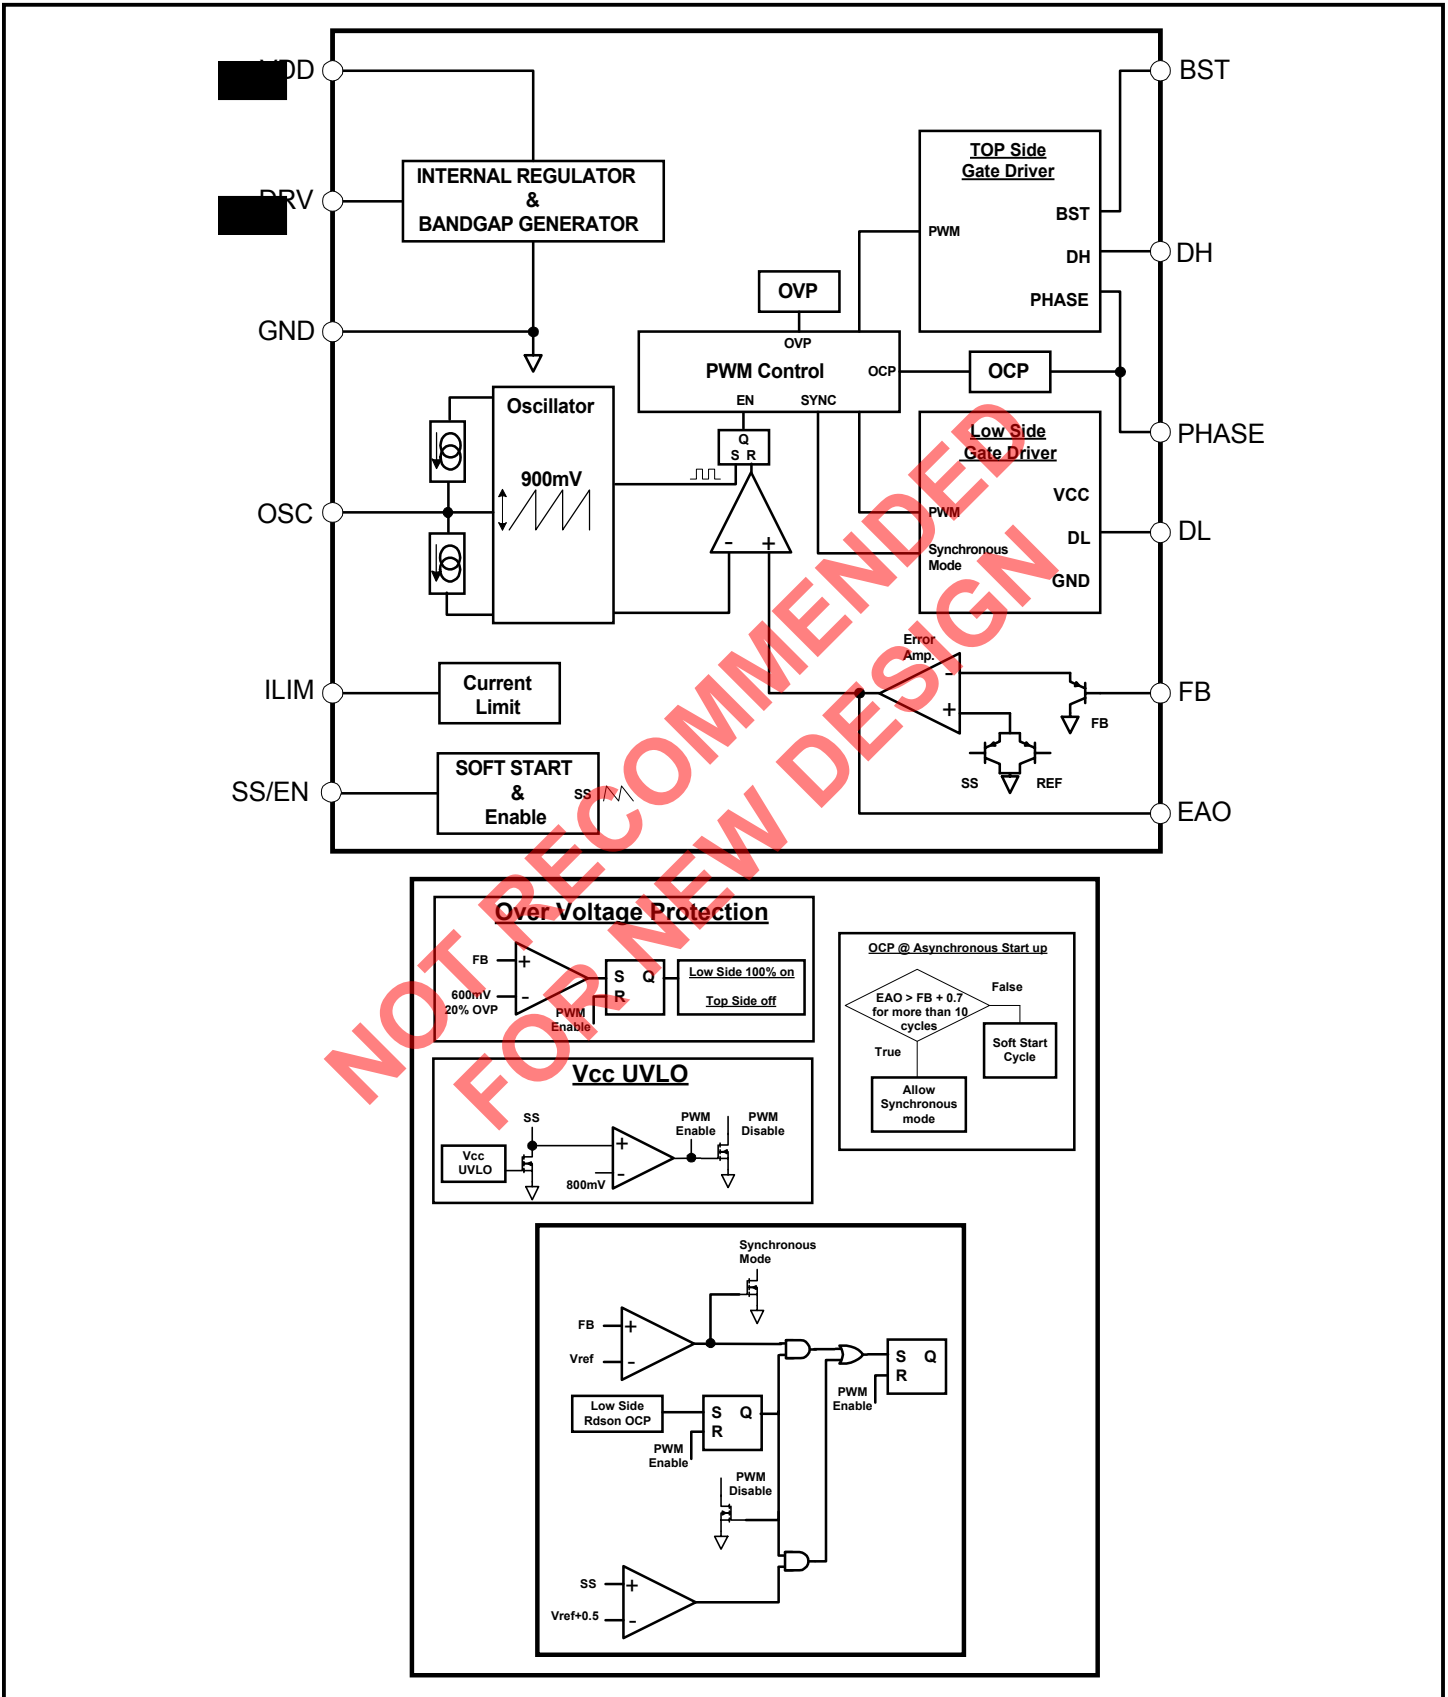 BST
TOP Side
Gate Driver
INTERNAL REGULATOR
&
BANDGAP GENERATOR
BST
PWM
DH
DH
PHASE
OVP
GND
OVP
PWM Control
OCP
OCP
EN
SYNC
Oscillator
Q
S R
Low Side
Gate Driver
PHASE
900mV
VCC
OSC
PWM
DL
DL
-
+
Synchronous
Mode
GND
Error
Amp.
-
ILIM
Current
Limit
FB
+
FB
SS
REF
SS/EN
SOFT START
&
Enable
SS
EAO
NOT RECOMMENDED
FOR NEW DESIGN
Over Voltage Protection
FB
+
-
600mV
20% OVP
S Q
R
PWM
Enable
Low Side 100% on
Top Side off
OCP @ Asynchronous Start up
EAO > FB + 0.7
for more than 10
cycles
False
True
Soft Start
Cycle
Allow
Synchronous
mode
Vcc UVLO
SS
Vcc
UVLO
+
-
800mV
PWM
Enable
PWM
Disable
Synchronous
Mode
FB
+
Vref
-
S Q
R
PWM
Enable
Low Side
Rdson OCP
S Q
R
PWM
Enable
PWM
Disable
SS
+
Vref+0.5
-